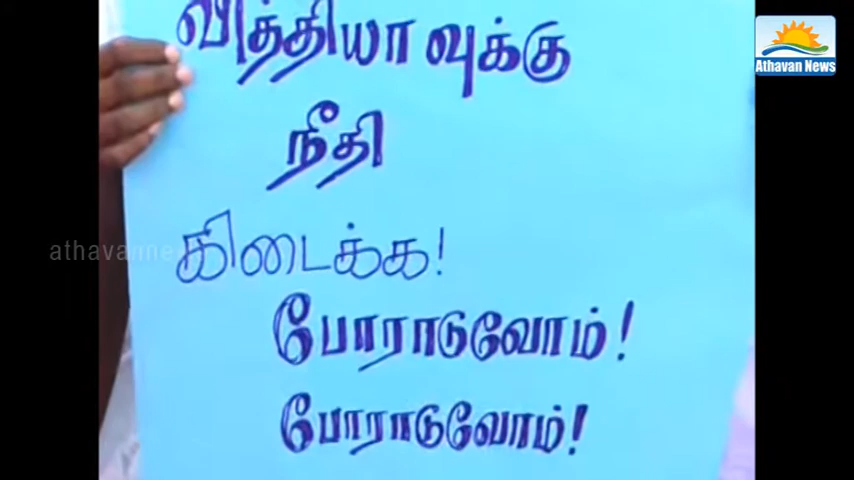 வித்தியாவுக்கு
நீதி
கிடைக்க!
போராடுவோம்!
போராடுவோம்!
Athavan News